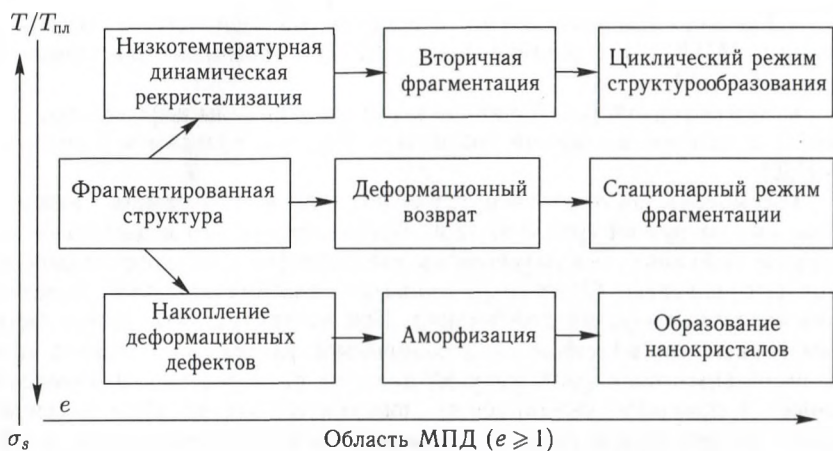 T/Tпл
Низкотемпературная
динамическая
рекристализация
Вторичная
фрагментация
Циклический режим
структурообразования
Фрагментированная
структура
Деформационный
возврат
Стационарный режим
фрагментации
Накопление
деформационных
дефектов
Аморфизация
Образование
нанокристалов
e
σs
Область МПД (e ⩾ 1)